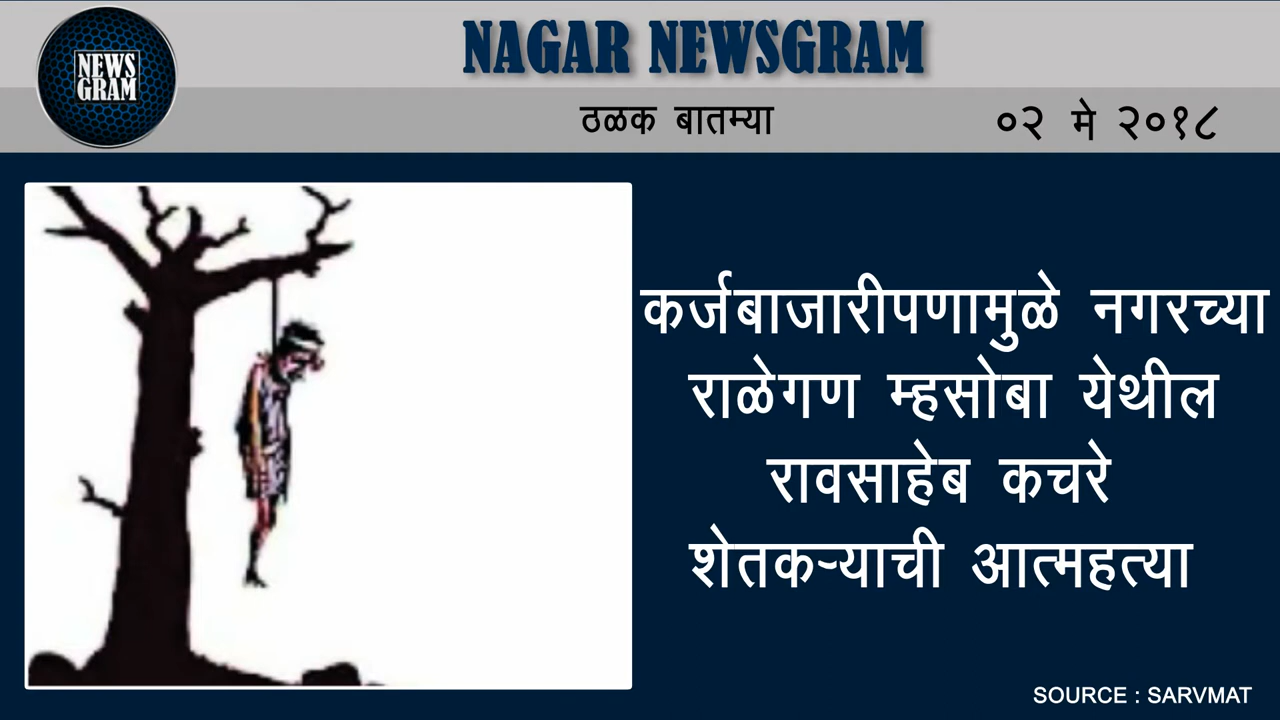 NEWS
GRAM
NAGAR NEWSGRAM
ठळक बातम्या
०२ मे २०१८
कर्जबाजारीपणामुळे नगरच्या
राळेगण म्हसोबा येथील
रावसाहेब कचरे
शेतकऱ्याची आत्महत्या
SOURCE : SARVMAT